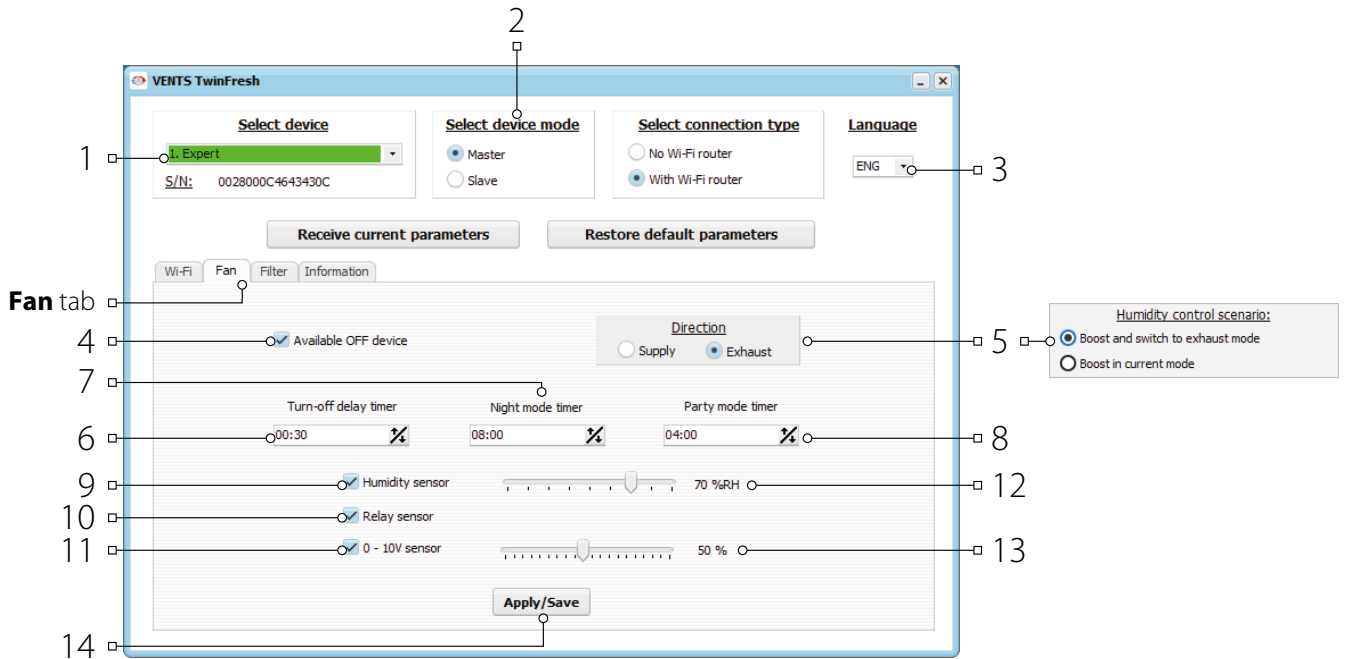 2
VENTS TwinFresh
Select device
Select device mode
Select connection type
Language
1
1. Expert
Master
No Wi-Fi router
ENG
3
S/N: 0028000C4643430C
Slave
With Wi-Fi router
Receive current parameters
Restore default parameters
Wi-Fi
Fan
Filter
Information
Fan tab
4
Available OFF device
Direction
Supply
Exhaust
5
Humidity control scenario:
Boost and switch to exhaust mode
Boost in current mode
7
Turn-off delay timer
Night mode timer
Party mode timer
6
00:30
08:00
04:00
8
9
Humidity sensor
70 %RH
12
10
Relay sensor
11
0 - 10V sensor
50 %
13
Apply/Save
14